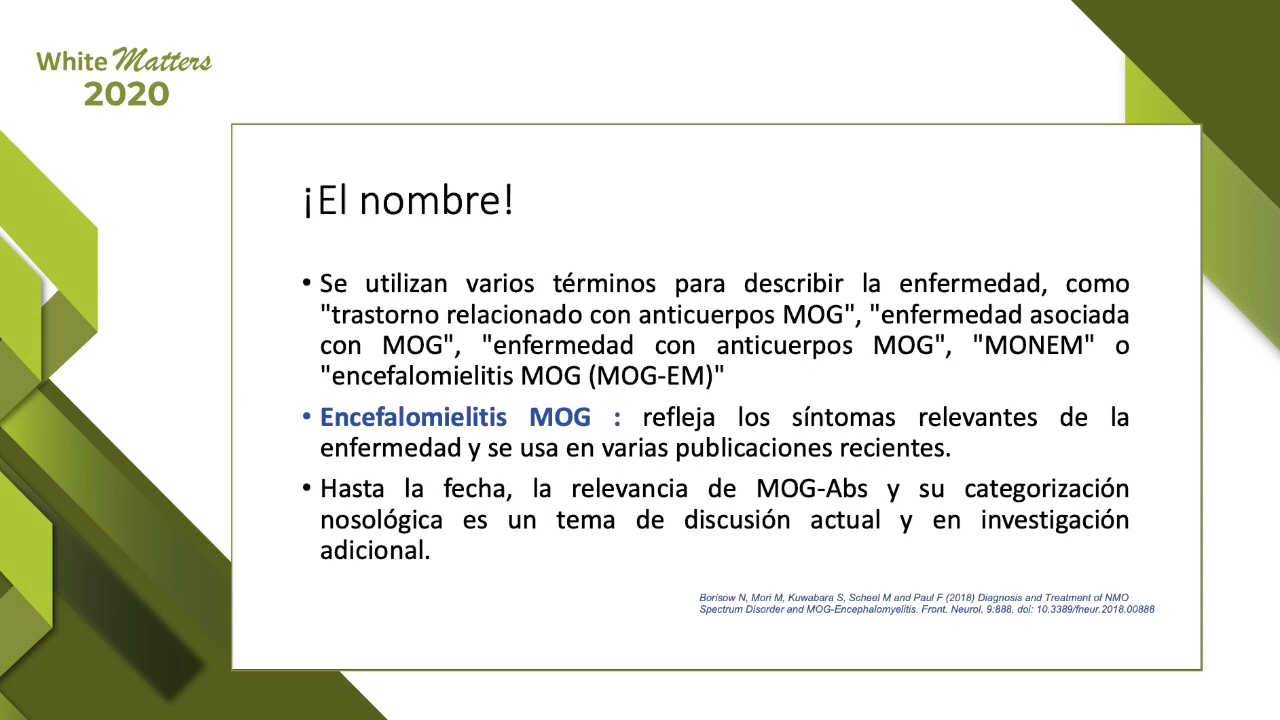 White Matters
2020
¡El nombre!
• Se utilizan varios términos para describir la enfermedad, como
"trastorno relacionado con anticuerpos MOG", "enfermedad asociada
con MOG", "enfermedad con anticuerpos MOG", "MONEM" o
"encefalomielitis MOG (MOG-EM)"
• Encefalomielitis MOG : refleja los síntomas relevantes de la
enfermedad y se usa en varias publicaciones recientes.
• Hasta la fecha, la relevancia de MOG-Abs y su categorización
nosológica es un tema de discusión actual y en investigación
adicional.
Borisow N, Mori M, Kuwabara S, Scheel M and Paul F (2018) Diagnosis and Treatment of NMO
Spectrum Disorder and MOG-Encephalomyelitis. Front. Neurol. 9:888. doi: 10.3389/fneur.2018.00888